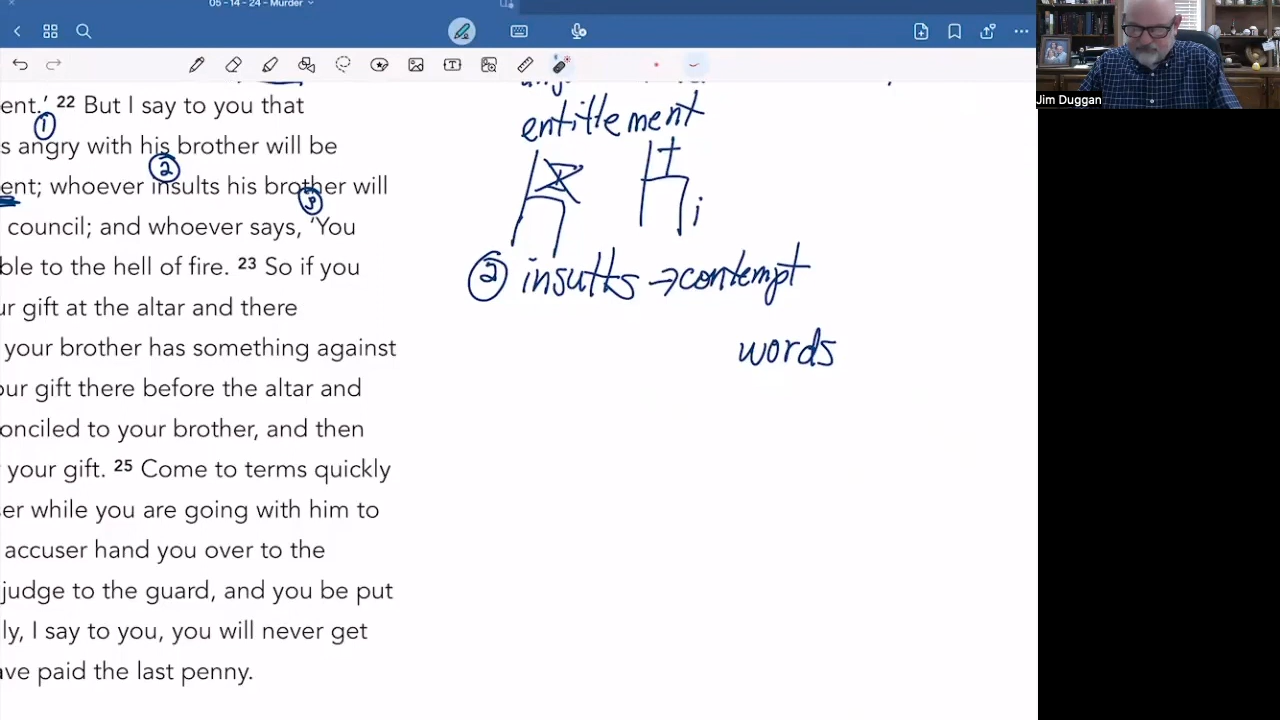 05 - 14 - 24 - Murder
Jim Duggan
ent.’ 22 But I say to you that
1
s angry with his brother will be
2
ent; whoever insults his brother will
3
council; and whoever says, ‘You
ble to the hell of fire. 23 So if you
ur gift at the altar and there
your brother has something against
our gift there before the altar and
onciled to your brother, and then
your gift. 25 Come to terms quickly
ser while you are going with him to
accuser hand you over to the
judge to the guard, and you be put
ly, I say to you, you will never get
ave paid the last penny.
entitlement
I
i
2 insults → contempt
words